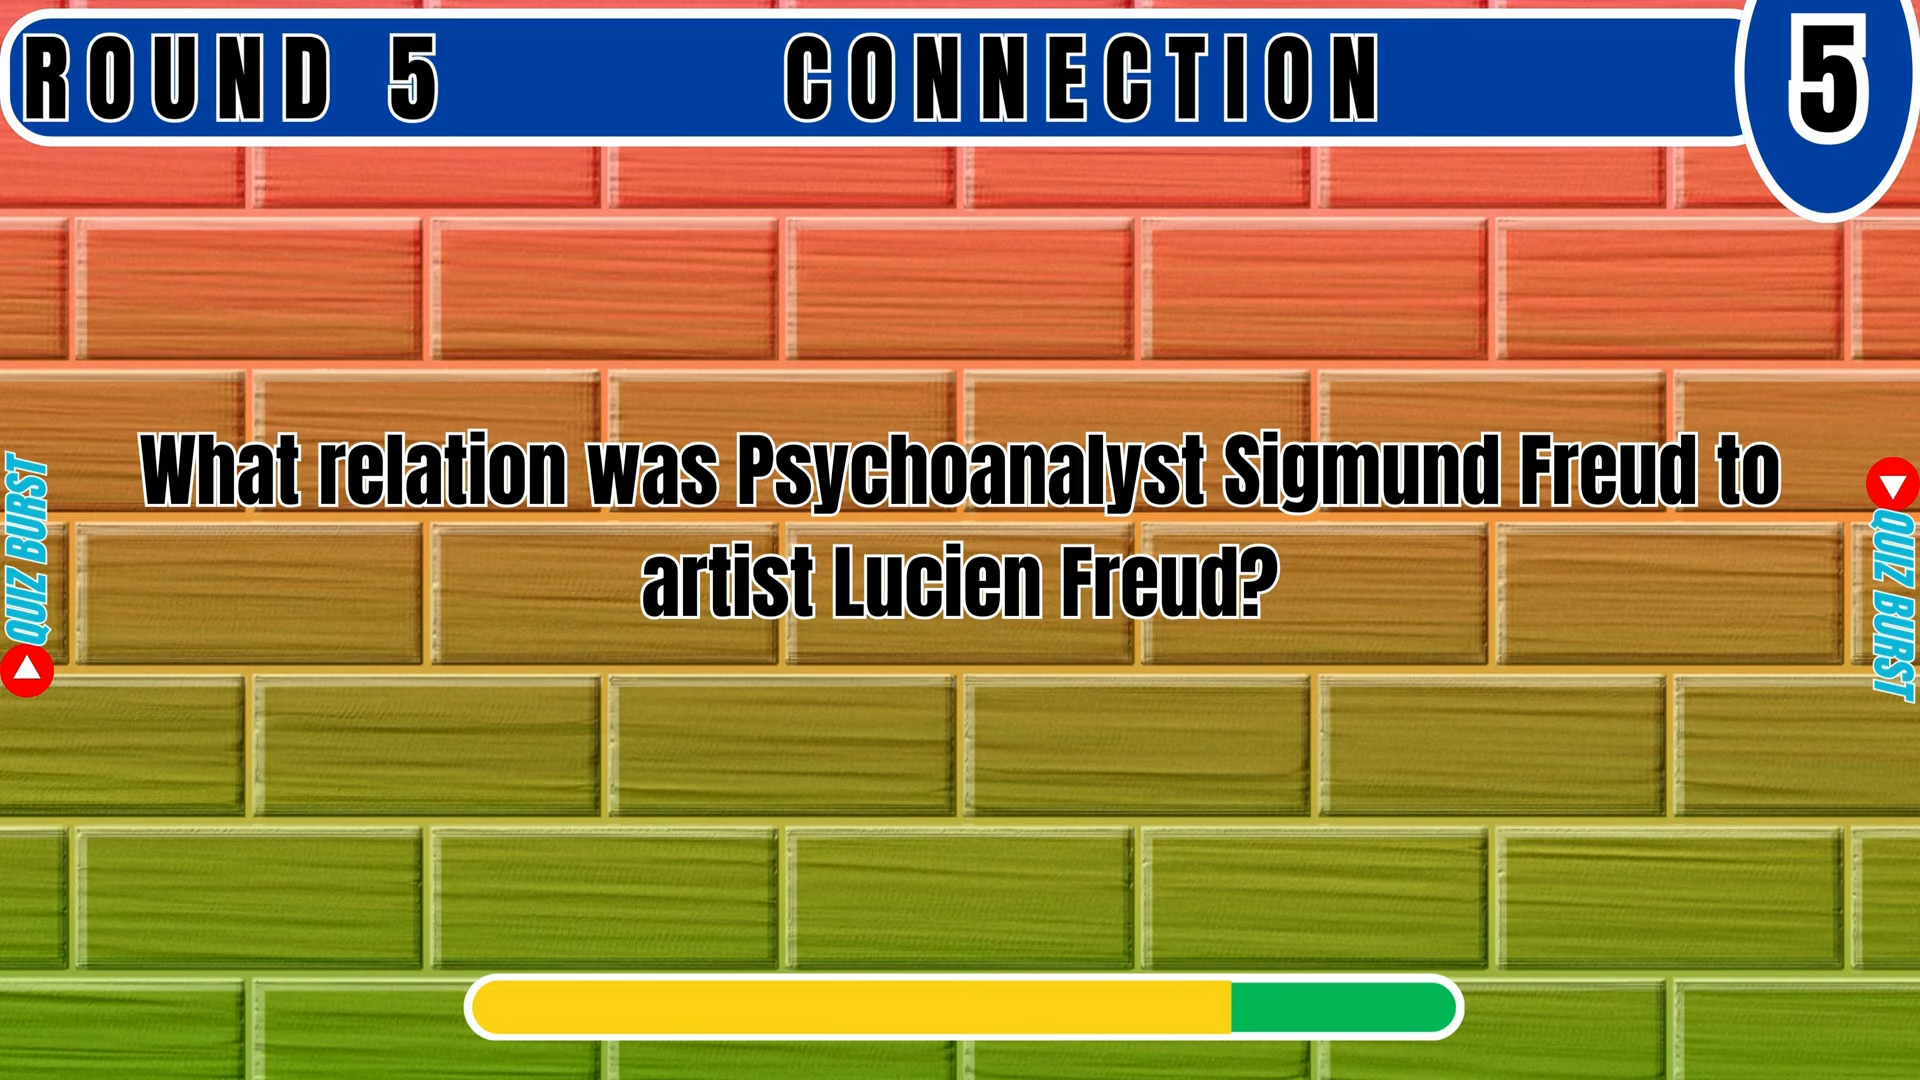 ROUND 5 CONNECTION 5
What relation was Psychoanalyst Sigmund Freud to
artist Lucien Freud?
QUIZ BURST
QUIZ BURST